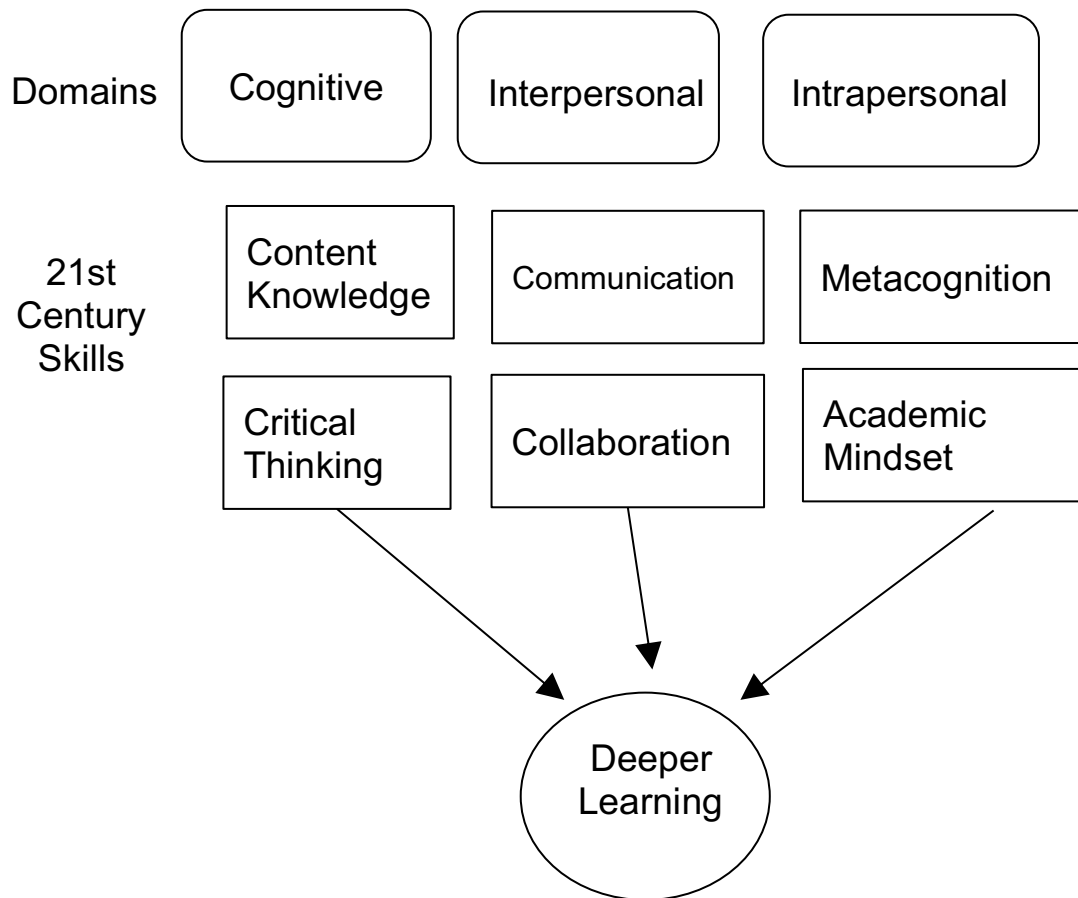 Domains
Cognitive
Interpersonal
Intrapersonal
21st
Century
Skills
Content
Knowledge
Communication
Metacognition
Critical
Thinking
Collaboration
Academic
Mindset
Deeper
Learning